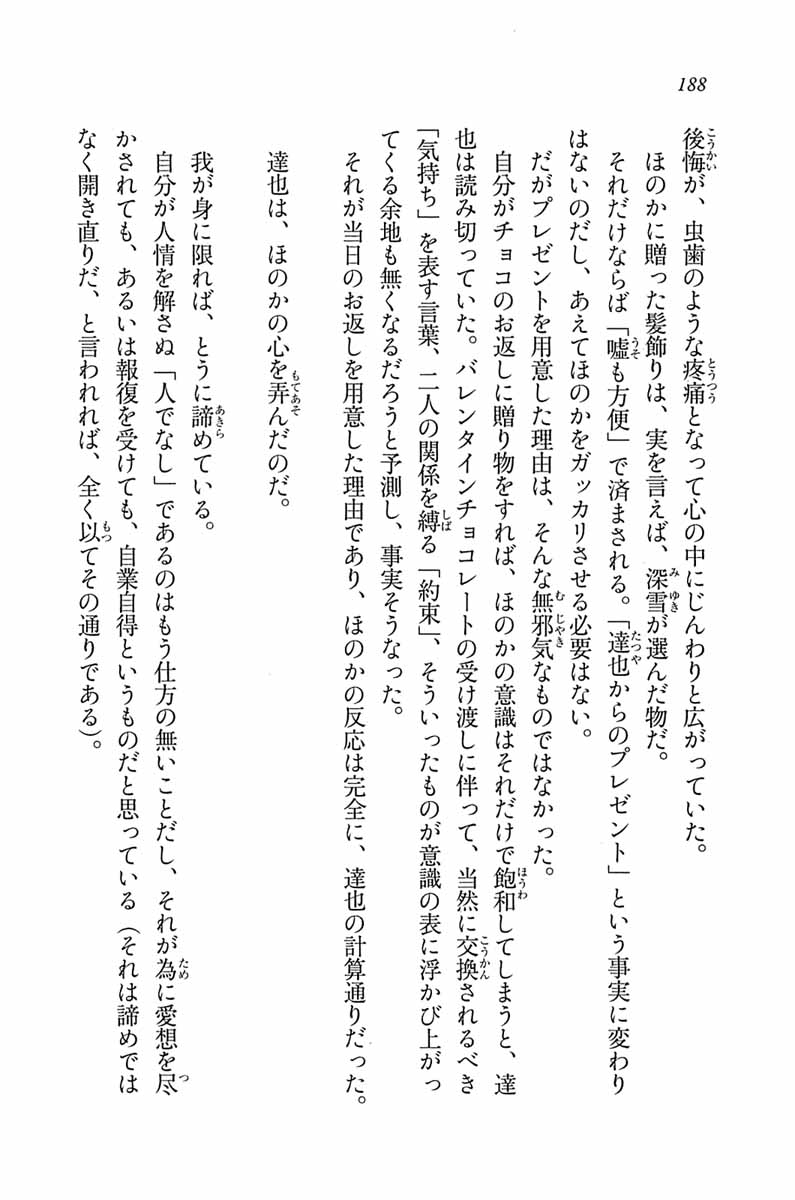 188
後悔が、虫歯のような疼痛となって心の中にじんわりと広がっていた。
ほのかに贈った髪飾りは、実を言えば、深雪が選んだ物だ。
それだけならば「嘘も方便」で済まされる。「達也からのプレゼント」という事実に変わり
はないのだし、あえてほのかをガッカリさせる必要はない。
だがプレゼントを用意した理由は、そんな無邪気なものではなかった。
自分がチョコのお返しに贈り物をすれば、ほのかの意識はそれだけで飽和してしまうと、達
也は読み切っていた。バレンタインチョコレートの受け渡しに伴って、当然に交換されるべき
「気持ち」を表す言葉、二人の関係を縛る「約束」、そういったものが意識の表に浮かび上がっ
てくる余地も無くなるだろうと予測し、事実そうなった。
それが当日のお返しを用意した理由であり、ほのかの反応は完全に、達也の計算通りだった。
達也は、ほのかの心を弄んだのだ。
我が身に限れば、とうに諦めている。
自分が人情を解さぬ「人でなし」であるのはもう仕方の無いことだし、それが為に愛想を尽
かされても、あるいは報復を受けても、自業自得というものだと思っている（それは諦めでは
なく開き直りだ、と言われれば、全く以てその通りである）。